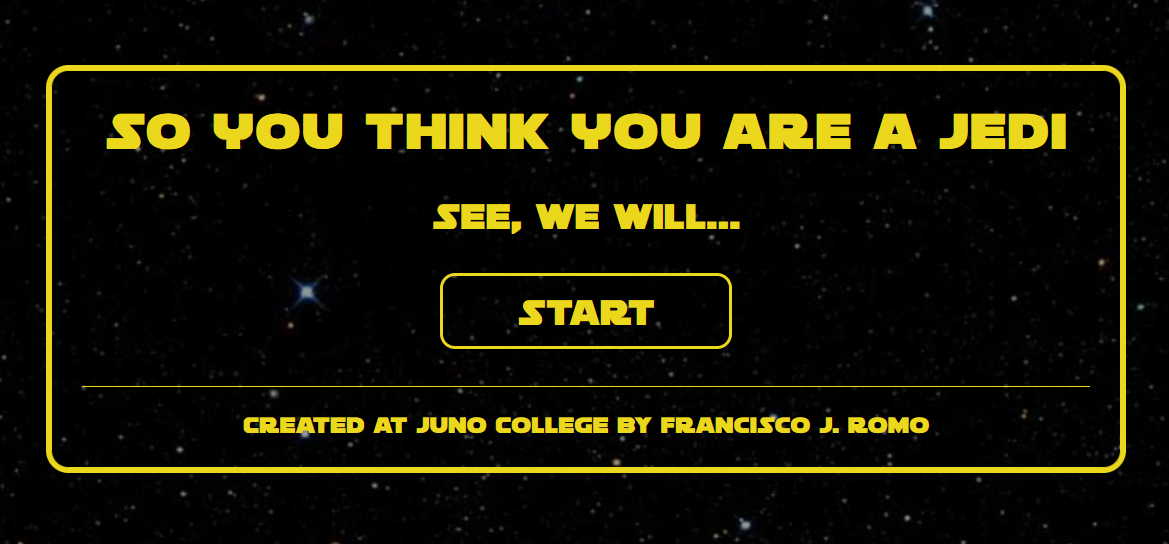 SO YOU THINK YOU ARE A JEDI
SEE, WE WILL...
START
CREATED AT JUNO COLLEGE BY FRANCISCO J. ROMO